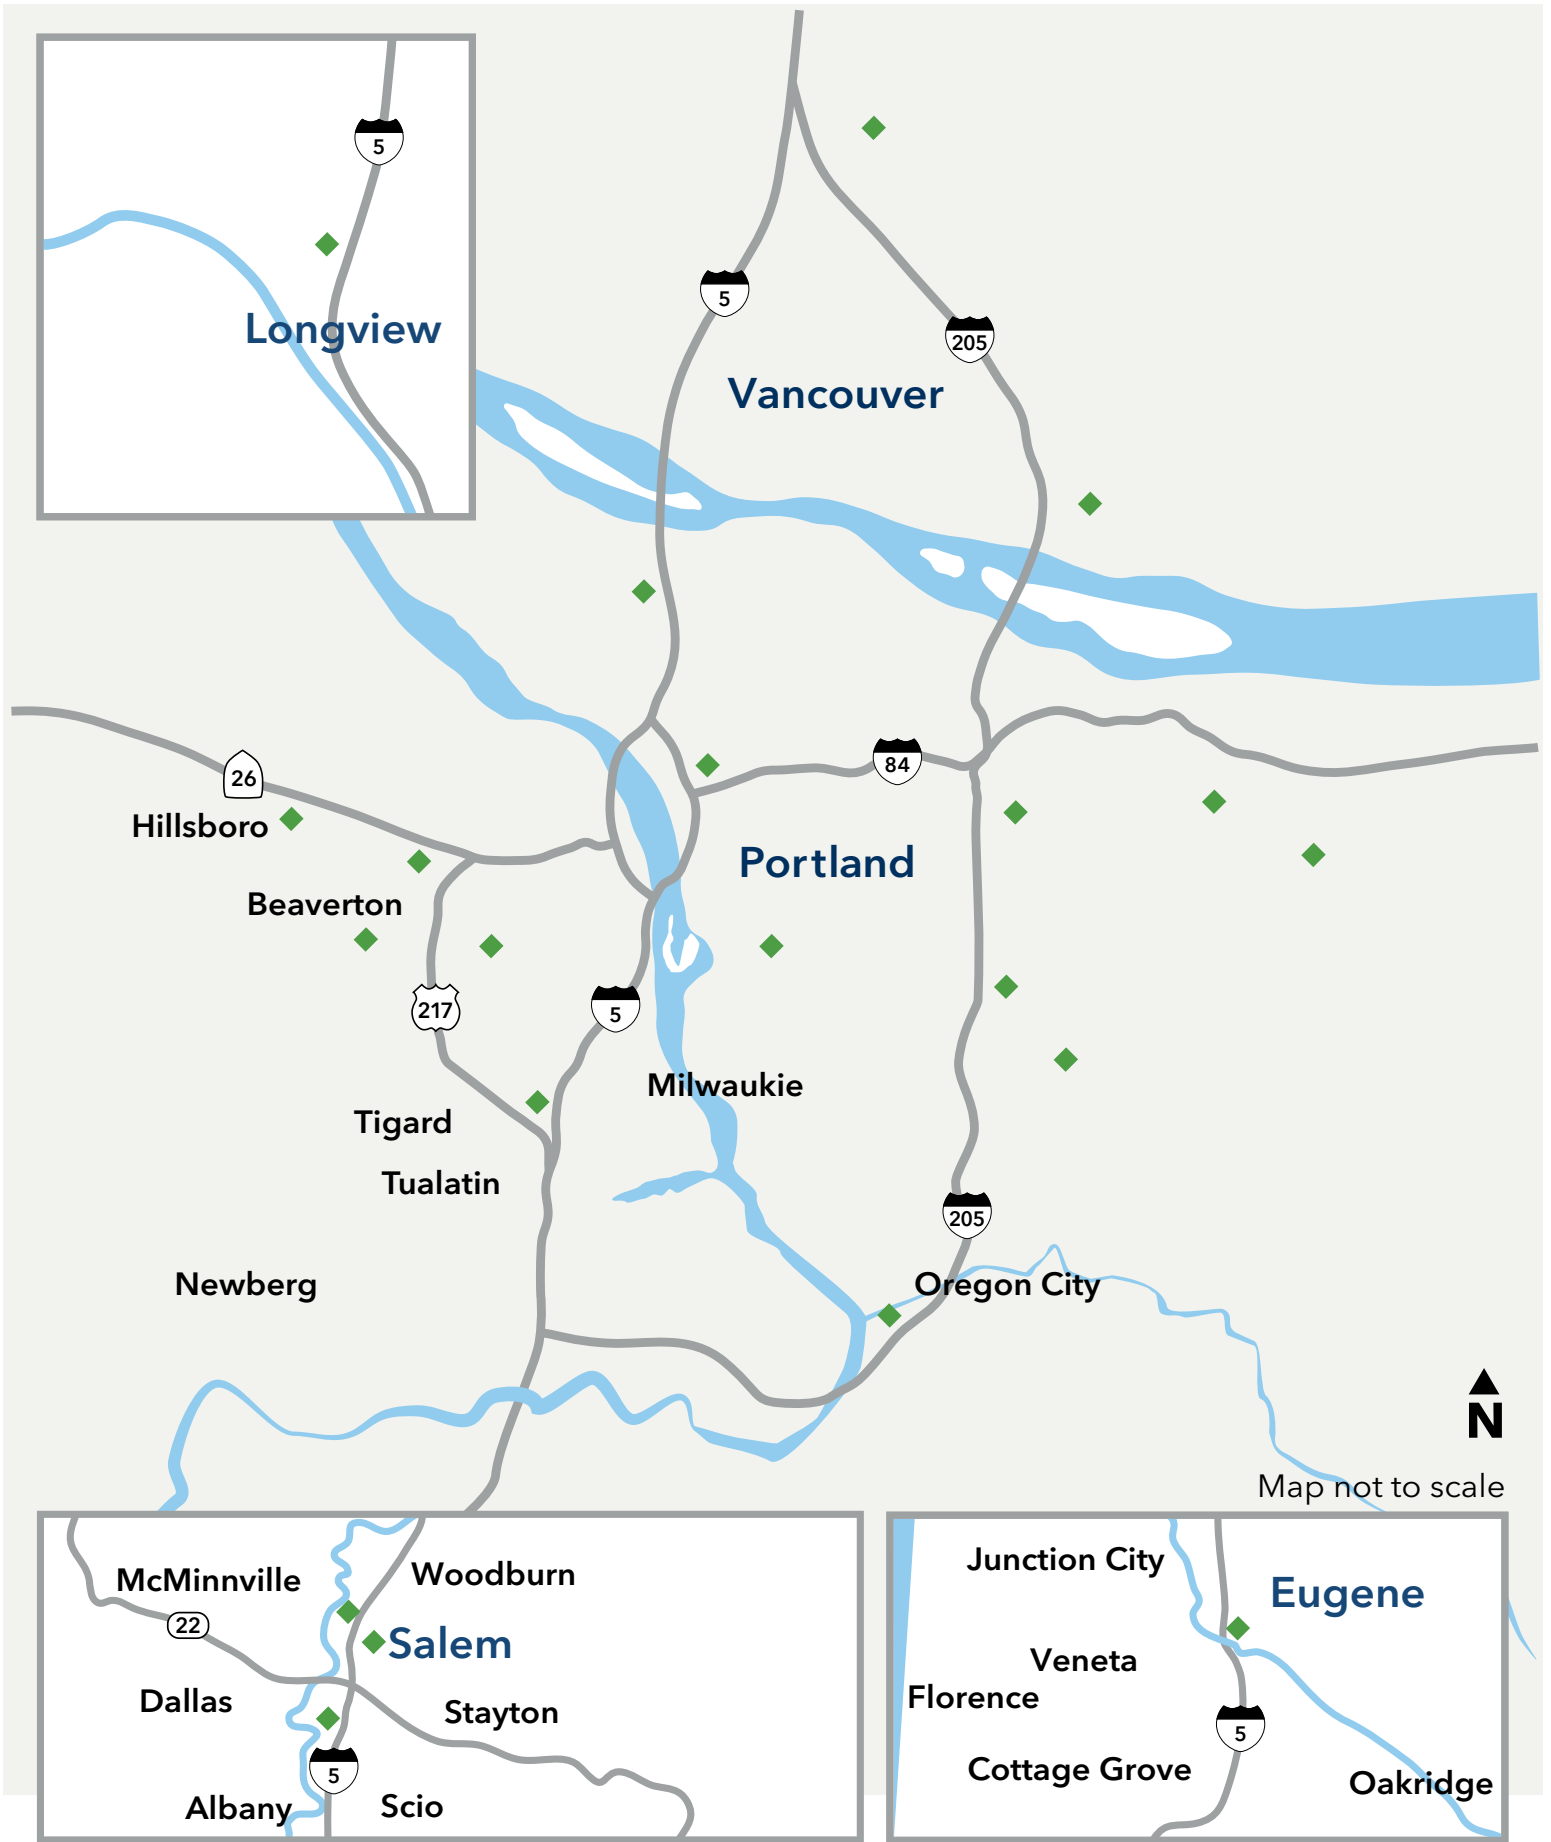 5
Longview
5
205
Vancouver
26
84
Hillsboro
Portland
Beaverton
217
5
Milwaukie
Tigard
Tualatin
205
Newberg
Oregon City
N
Map not to scale
McMinnville
Woodburn
22
Salem
Dallas
Stayton
5
Albany
Scio
Junction City
Eugene
Veneta
Florence
5
Cottage Grove
Oakridge